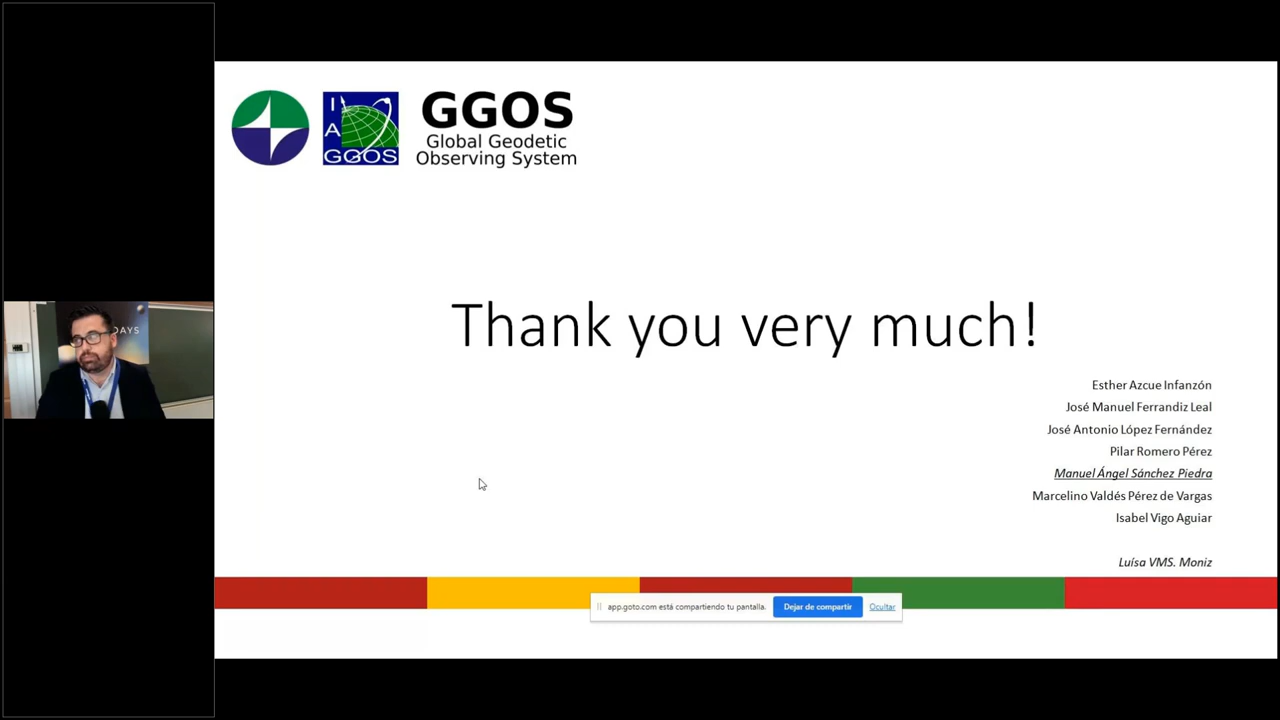 I
A
GGOS
GGOS
Global Geodetic
Observing System
DAYS
Thank you very much!
Esther Azcue Infanzón
José Manuel Ferrandiz Leal
José Antonio López Fernández
Pilar Romero Pérez
Manuel Ángel Sánchez Piedra
Marcelino Valdés Pérez de Vargas
Isabel Vigo Aguiar
Luísa VMS. Moniz
app.goto.com está compartiendo tu pantalla.
Dejar de compartir
Ocultar